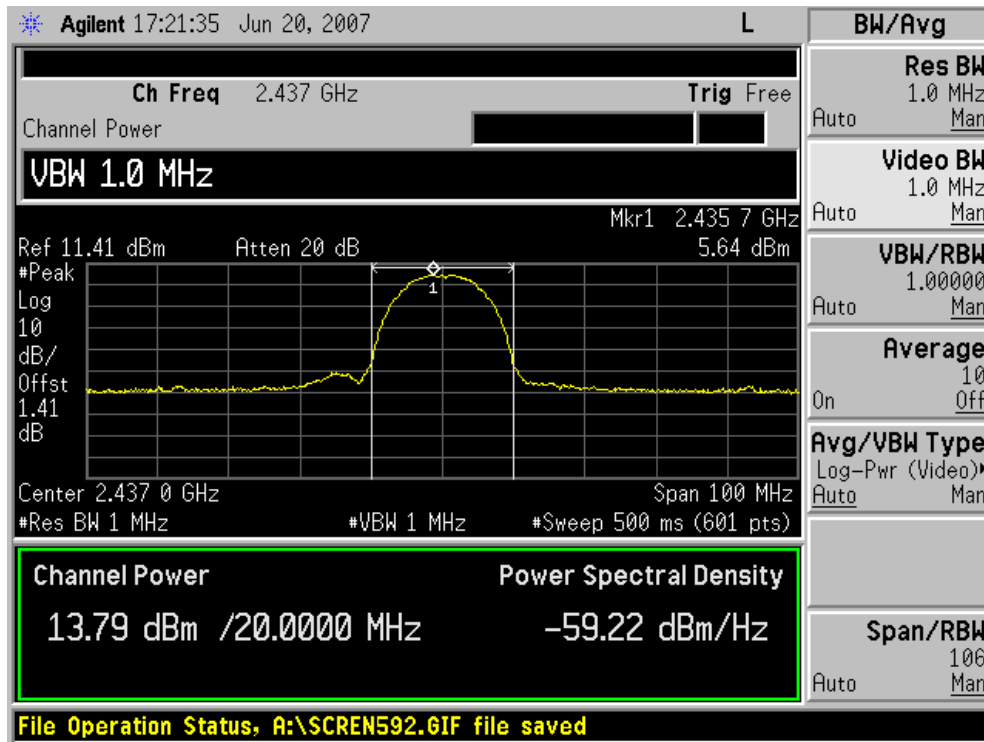 Agilent 17:21:35 Jun 20, 2007 L
Ch Freq 2.437 GHz Trig Free
Channel Power
VBW 1.0 MHz
Mkr1 2.435 7 GHz
Ref 11.41 dBm Atten 20 dB 5.64 dBm
#Peak
Log
10
dB/
Offst
1.41
dB
1
Center 2.437 0 GHz Span 100 MHz
#Res BW 1 MHz #VBW 1 MHz #Sweep 500 ms (601 pts)
Channel Power Power Spectral Density
13.79 dBm /20.0000 MHz -59.22 dBm/Hz
File Operation Status, A:\SCREN592.GIF file saved
BW/Avg
Res BW
1.0 MHz
Auto Man
Video BW
1.0 MHz
Auto Man
VBW/RBW
1.00000
Auto Man
Average
10
On Off
Avg/VBW Type
Log-Pwr (Video)
Auto Man
Span/RBW
106
Auto Man